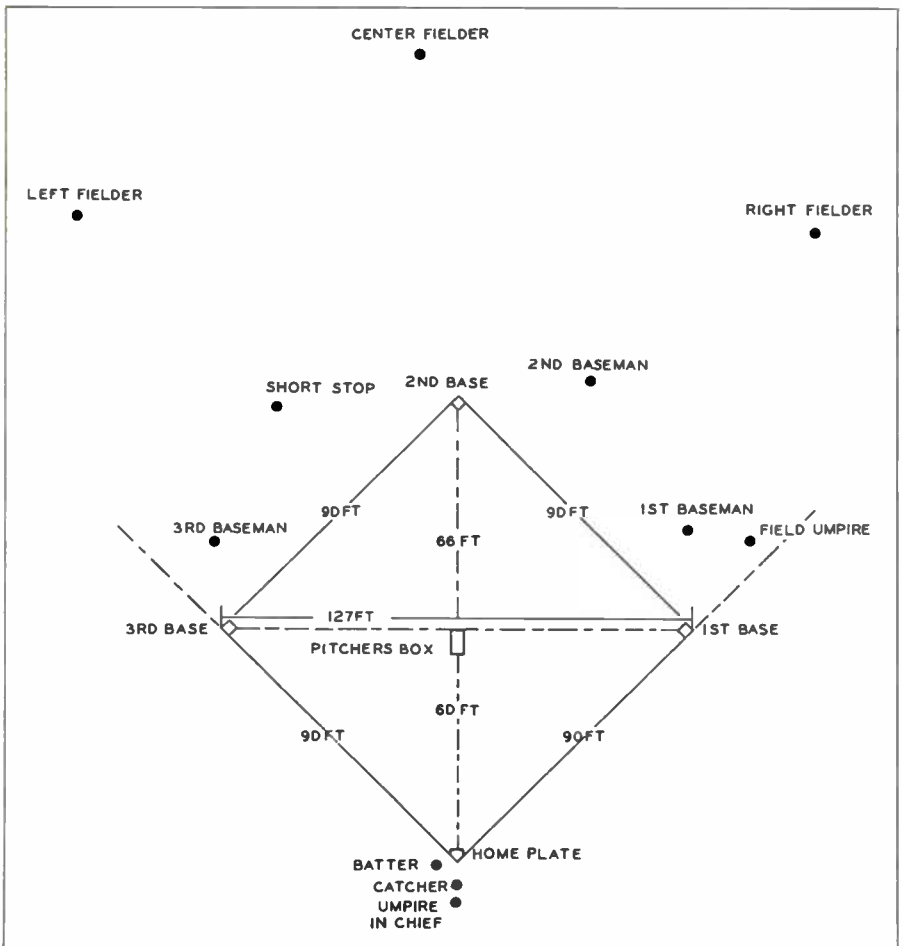 CENTER FIELDER
LEFT FIELDER
RIGHT FIELDER
2ND BASEMAN
2ND BASE
SHORT STOP
90FT
90FT
1ST BASEMAN
3RD BASEMAN
FIELD UMPIRE
66 FT
127FT
3RD BASE
1ST BASE
PITCHERS BOX
60FT
90FT
90FT
HOME PLATE
BATTER
CATCHER
UMPIRE
IN CHIEF